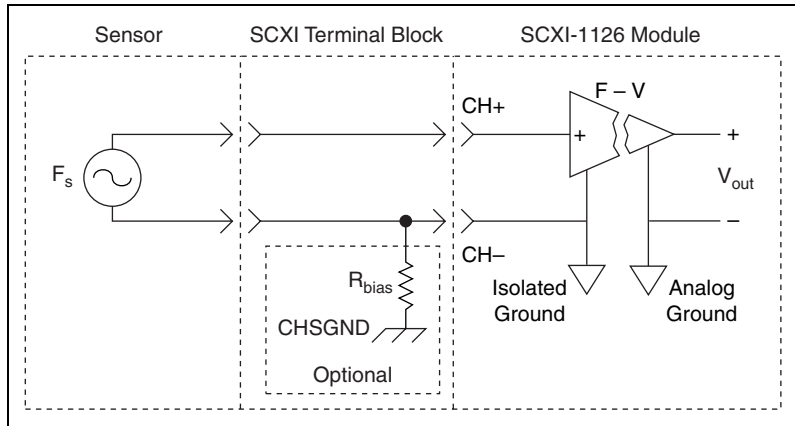 Sensor
SCXI Terminal Block
SCXI-1126 Module
F – V
CH+
+
+
Fs
Vout
–
CH–
Rbias
Isolated
Ground
Analog
Ground
CHSGND
Optional